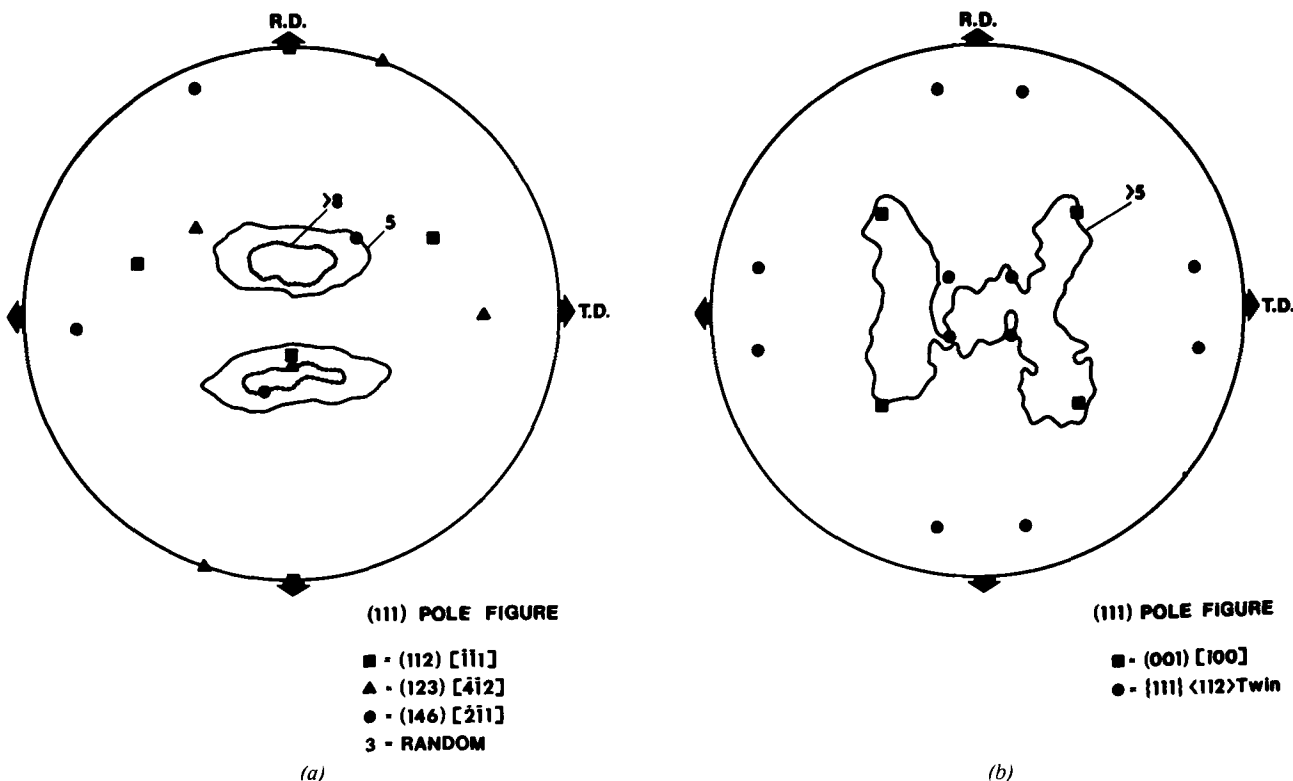 R.D.
>8
5
T.D.
(111) POLE FIGURE
■ - (112) [1̄1̄1]
▲ - (123) [4̄1̄2]
● - (146) [2̄1̄1]
3 - RANDOM
(a)
R.D.
>5
T.D.
(111) POLE FIGURE
■ - (001) [100]
● - {111} <112>Twin
(b)